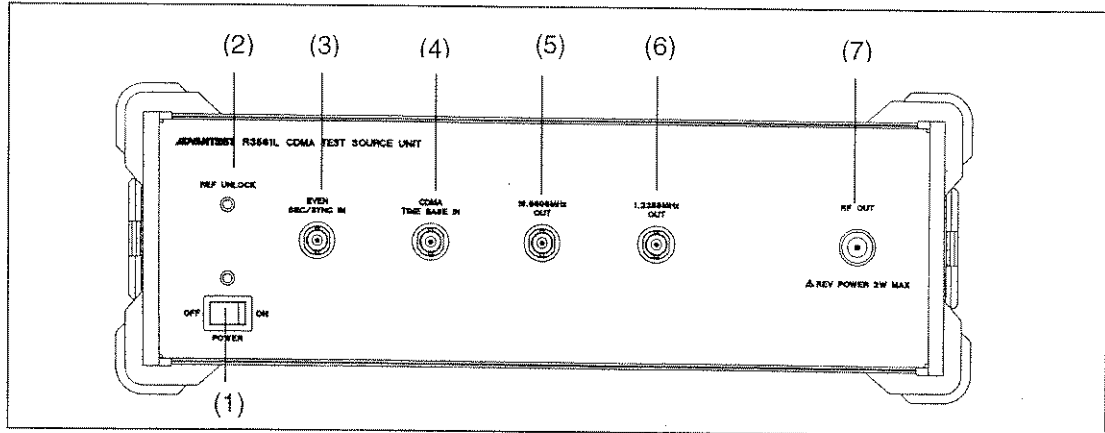 (2) (3) (4) (5) (6) (7)
ADVANTEST R3561L CDMA TEST SOURCE UNIT
REF UNLOCK
EVEN
SEC/SYNC IN
CDMA
TIME BASE IN
OUT
1.2288MHz
OUT
RF OUT
⚠ REV POWER 2W MAX
OFF ON
POWER
(1)